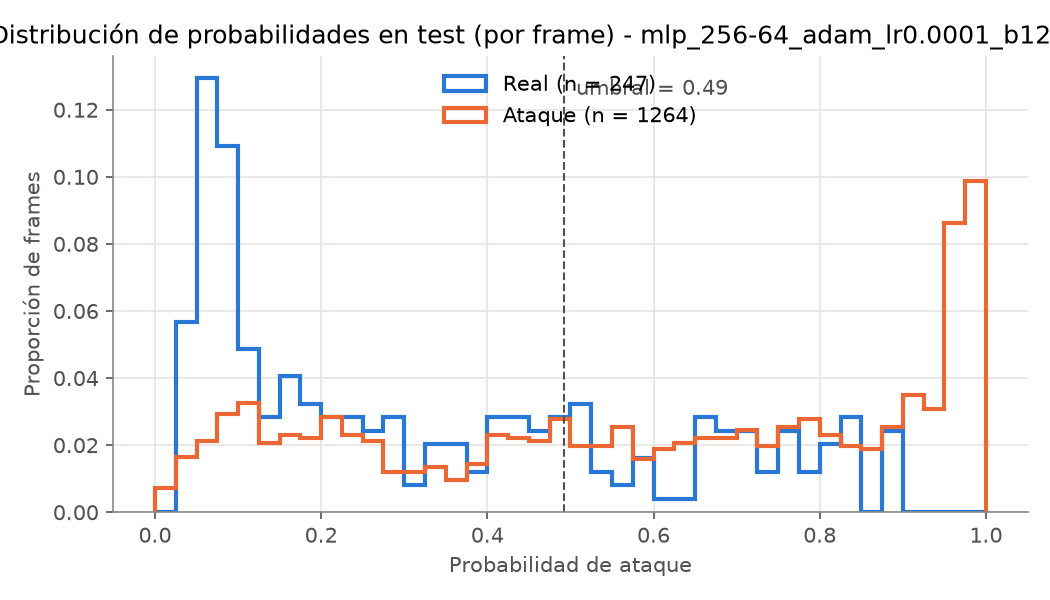 Distribución de probabilidades en test (por frame) - mlp_256-64_adam_lr0.0001_b12
Real (n = 247)
umbral = 0.49
Ataque (n = 1264)
Proporción de frames
0.12
0.10
0.08
0.06
0.04
0.02
0.00
0.0 0.2 0.4 0.6 0.8 1.0
Probabilidad de ataque